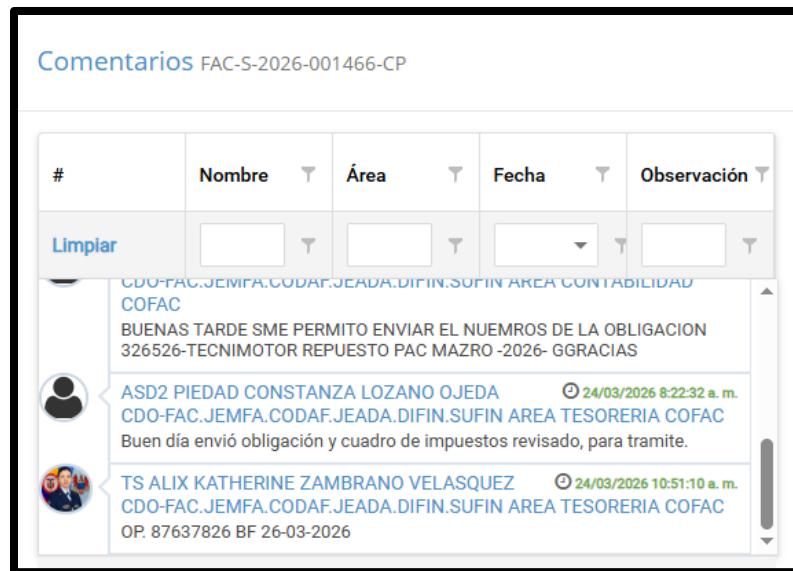 Comentarios FAC-S-2026-001466-CP
# Nombre Área Fecha Observación
Limpiar
CDO-FAC.JEMFA.CODAF.JEADA.DIFIN.SUFIN AREA CONTABILIDAD
COFAC
BUENAS TARDE SME PERMITO ENVIAR EL NUEMROS DE LA OBLIGACION
326526-TECNIMOTOR REPUESTO PAC MAZRO -2026- GGRACIAS
ASD2 PIEDAD CONSTANZA LOZANO OJEDA 24/03/2026 8:22:32 a. m.
CDO-FAC.JEMFA.CODAF.JEADA.DIFIN.SUFIN AREA TESORERIA COFAC
Buen día envió obligación y cuadro de impuestos revisado, para tramite.
TS ALIX KATHERINE ZAMBRANO VELASQUEZ 24/03/2026 10:51:10 a. m.
CDO-FAC.JEMFA.CODAF.JEADA.DIFIN.SUFIN AREA TESORERIA COFAC
OP. 87637826 BF 26-03-2026